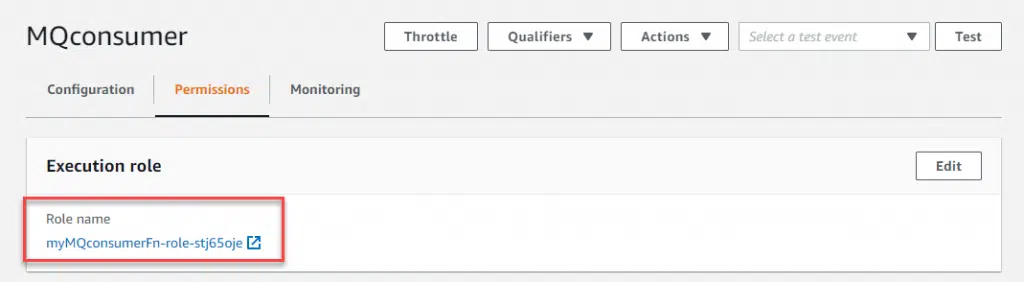 MQconsumer
Throttle
Qualifiers
Actions
Select a test event
Test
Configuration
Permissions
Monitoring
Execution role
Edit
Role name
myMQconsumerFn-role-stj65oje